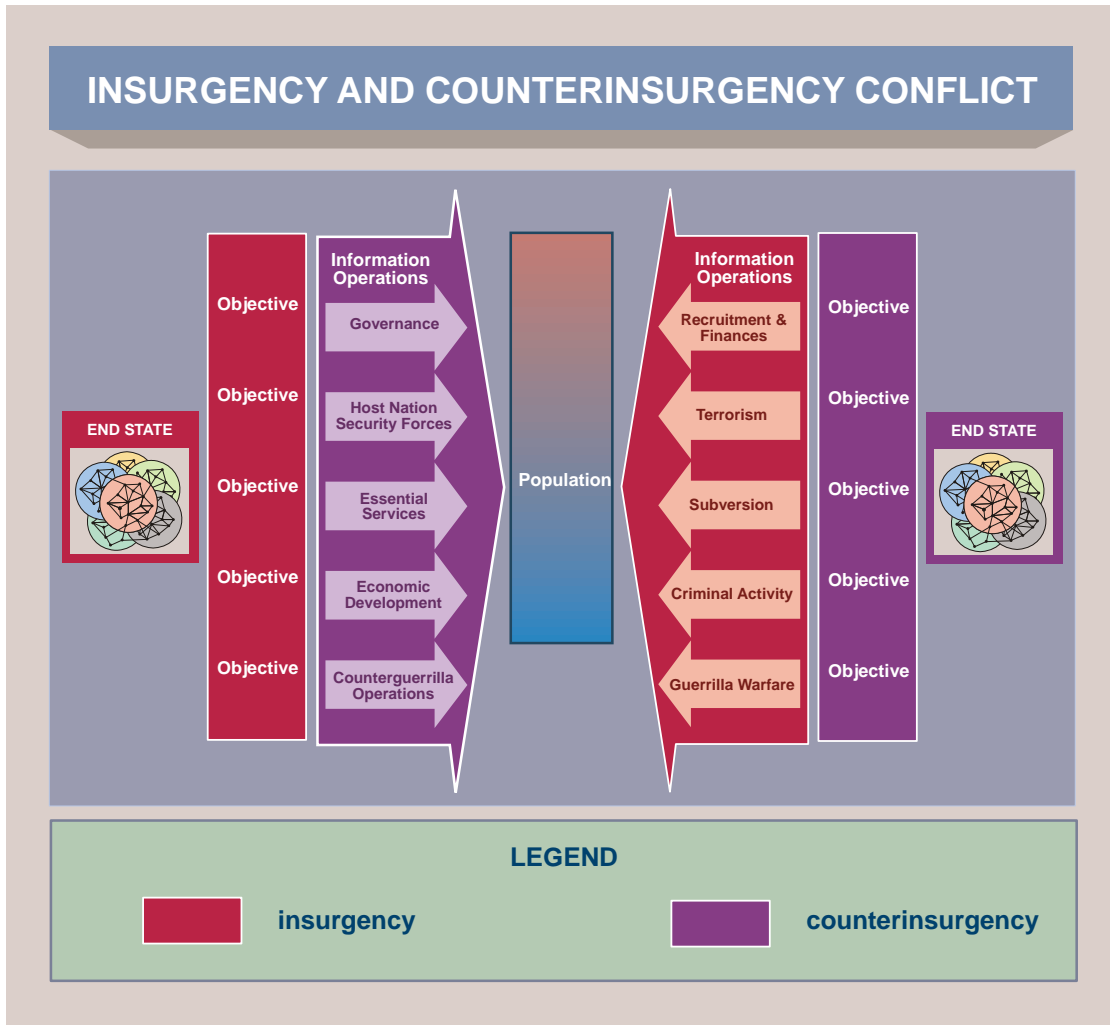 INSURGENCY AND COUNTERINSURGENCY CONFLICT
END STATE
Objective
Objective
Objective
Objective
Objective
Information
Operations
Governance
Host Nation
Security Forces
Essential
Services
Economic
Development
Counterguerrilla
Operations
Population
Information
Operations
Recruitment &
Finances
Terrorism
Subversion
Criminal Activity
Guerrilla Warfare
Objective
Objective
Objective
Objective
Objective
END STATE
LEGEND
insurgency
counterinsurgency